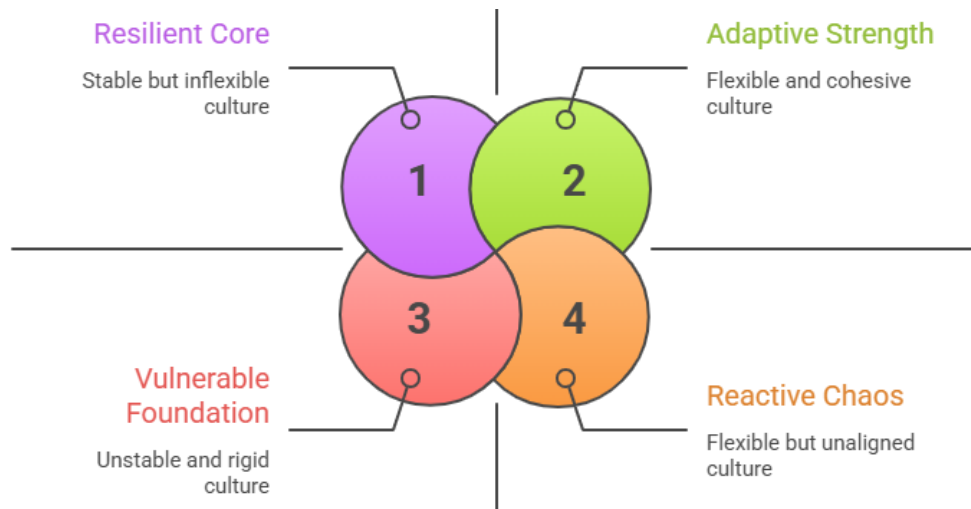 Resilient Core
Stable but inflexible
culture
Adaptive Strength
Flexible and cohesive
culture
1
2
3
4
Vulnerable
Foundation
Unstable and rigid
culture
Reactive Chaos
Flexible but unaligned
culture